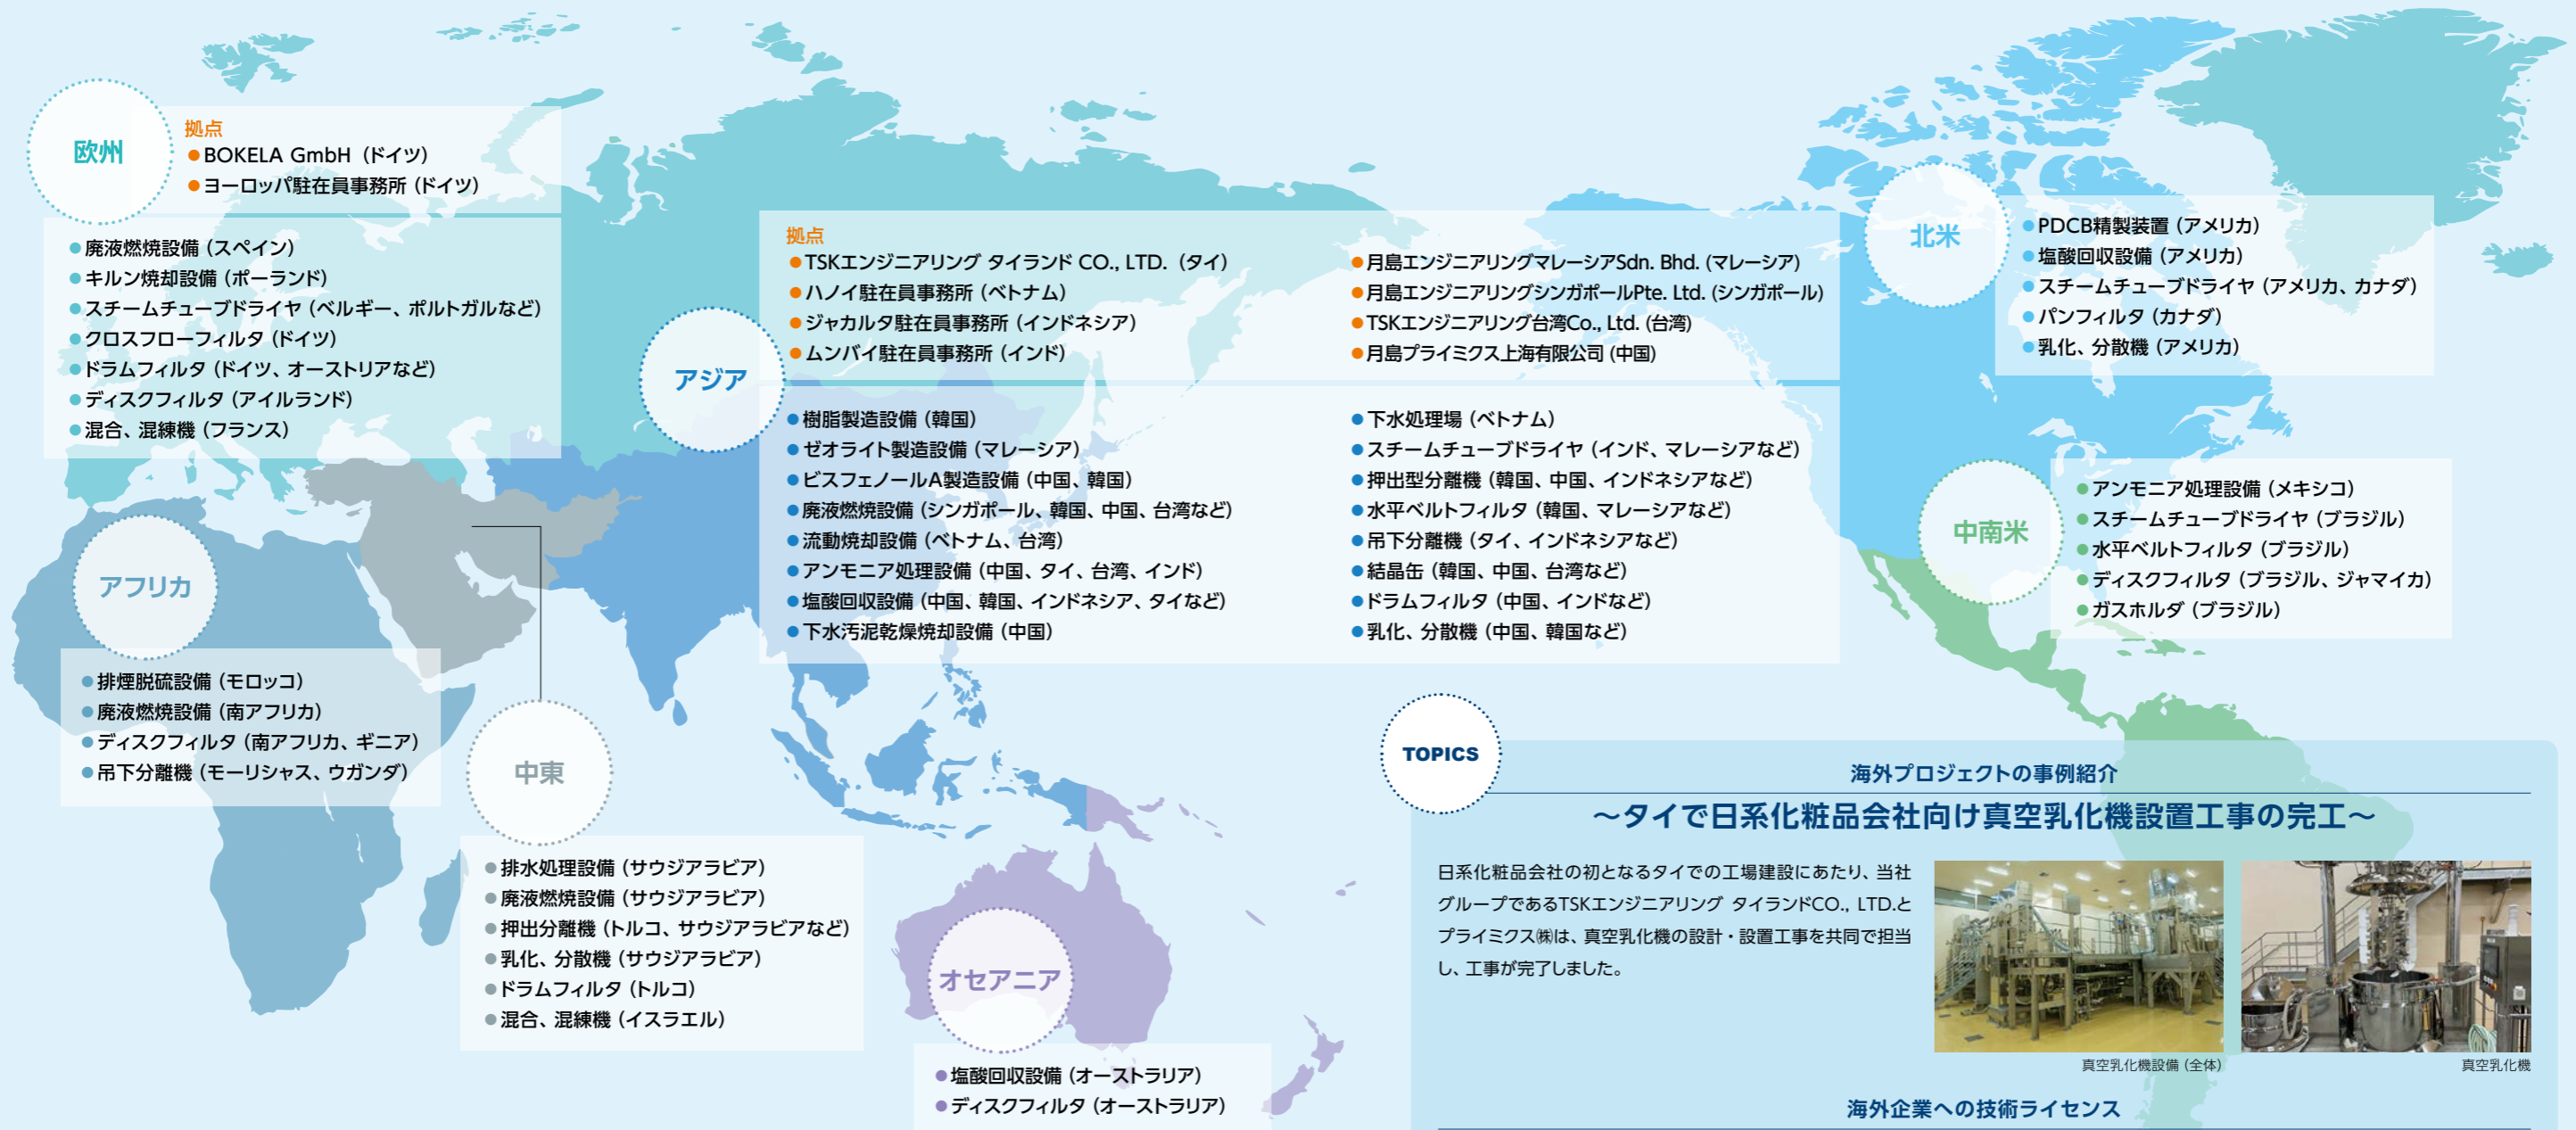 欧州
拠点
●BOKELA GmbH（ドイツ）
●ヨーロッパ駐在員事務所（ドイツ）
●廃液燃焼設備（スペイン）
●キルン焼却設備（ポーランド）
●スチームチューブドライヤ（ベルギー、ポルトガルなど）
●クロスフローフィルタ（ドイツ）
●ドラムフィルタ（ドイツ、オーストリアなど）
●ディスクフィルタ（アイルランド）
●混合、混練機（フランス）
アジア
拠点
●TSKエンジニアリング タイランド CO., LTD.（タイ）
●ハノイ駐在員事務所（ベトナム）
●ジャカルタ駐在員事務所（インドネシア）
●ムンバイ駐在員事務所（インド）
●月島エンジニアリングマレーシアSdn. Bhd. (マレーシア)
●月島エンジニアリングシンガポールPte. Ltd. (シンガポール)
●TSKエンジニアリング台湾Co., Ltd. (台湾)
●月島プライミクス上海有限公司 (中国)
●樹脂製造設備（韓国）
●ゼオライト製造設備（マレーシア）
●ビスフェノールA製造設備（中国、韓国）
●廃液燃焼設備（シンガポール、韓国、中国、台湾など）
●流動焼却設備（ベトナム、台湾）
●アンモニア処理設備（中国、タイ、台湾、インド）
●塩酸回収設備（中国、韓国、インドネシア、タイなど）
●下水汚泥乾燥焼却設備（中国）
●下水処理場（ベトナム）
●スチームチューブドライヤ（インド、マレーシアなど）
●押出型分離機（韓国、中国、インドネシアなど）
●水平ベルトフィルタ（韓国、マレーシアなど）
●吊下分離機（タイ、インドネシアなど）
●結晶缶（韓国、中国、台湾など）
●ドラムフィルタ（中国、インドなど）
●乳化、分散機（中国、韓国など）
北米
●PDCB精製装置（アメリカ）
●塩酸回収設備（アメリカ）
●スチームチューブドライヤ（アメリカ、カナダ）
●パンフィルタ（カナダ）
●乳化、分散機（アメリカ）
中南米
●アンモニア処理設備（メキシコ）
●スチームチューブドライヤ（ブラジル）
●水平ベルトフィルタ（ブラジル）
●ディスクフィルタ（ブラジル、ジャマイカ）
●ガスホルダ（ブラジル）
アフリカ
●排煙脱硫設備（モロッコ）
●廃液燃焼設備（南アフリカ）
●ディスクフィルタ（南アフリカ、ギニア）
●吊下分離機（モーリシャス、ウガンダ）
中東
●排水処理設備（サウジアラビア）
●廃液燃焼設備（サウジアラビア）
●押出分離機（トルコ、サウジアラビアなど）
●乳化、分散機（サウジアラビア）
●ドラムフィルタ（トルコ）
●混合、混練機（イスラエル）
オセアニア
●塩酸回収設備（オーストラリア）
●ディスクフィルタ（オーストラリア）
TOPICS
海外プロジェクトの事例紹介
～タイで日系化粧品会社向け真空乳化機設置工事の完工～
日系化粧品会社の初となるタイでの工場建設にあたり、当社
グループであるTSKエンジニアリング タイランドCO., LTD.と
プライミクス㈱は、真空乳化機の設計・設置工事を共同で担当
し、工事が完了しました。
真空乳化機設備（全体）
真空乳化機
海外企業への技術ライセンス